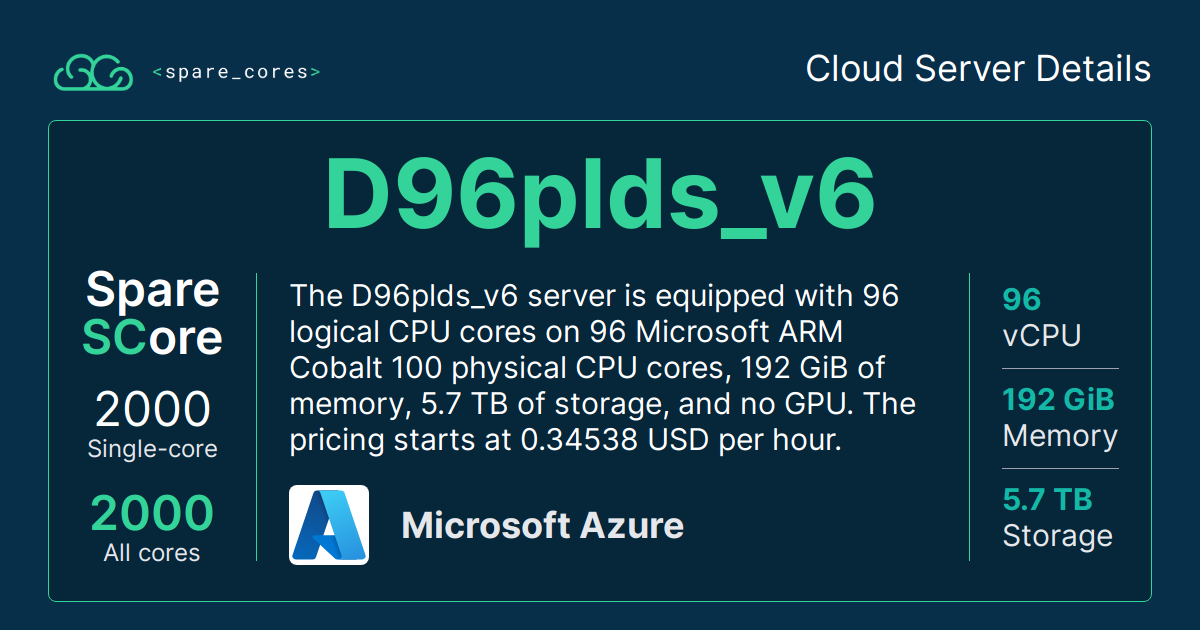 <spare_cores>
Cloud Server Details
D96plds_v6
Spare
SCore
2000
Single-core
2000
All cores
The D96plds_v6 server is equipped with 96
logical CPU cores on 96 Microsoft ARM
Cobalt 100 physical CPU cores, 192 GiB of
memory, 5.7 TB of storage, and no GPU. The
pricing starts at 0.34538 USD per hour.
Microsoft Azure
96
vCPU
192 GiB
Memory
5.7 TB
Storage